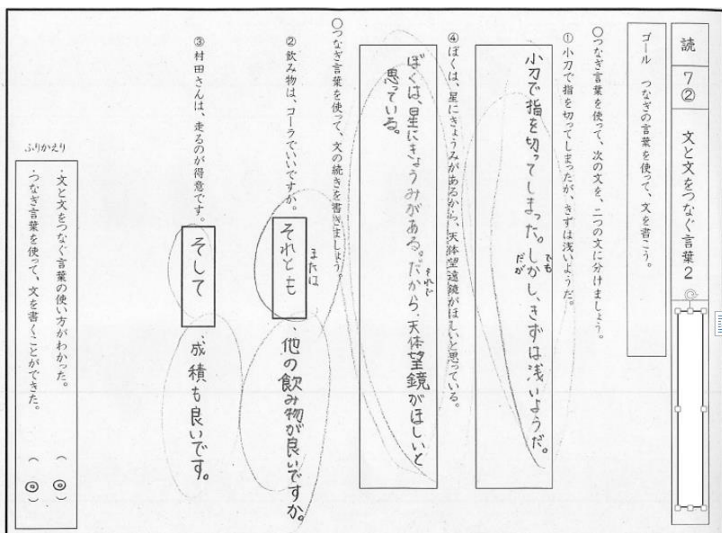 読
7②
文と文をつなぐ言葉2
ゴール つなぎの言葉を使って、文を書こう。
○つなぎ言葉を使って、次の文を、二つの文に分けましょう。
①小刀で指を切ってしまったが、きずは浅いようだ。
小刀で指を切ってしまった。しかし、きずは浅いようだ。
でも
だが
④ぼくは、星にきょうみがあるから、天体望遠鏡がほしいと思っている。
ぼくは、星にきょうみがある。だから、天体望鏡がほしいと
思っている。
それで
○つなぎ言葉を使って、文の続きを書きましょう。
②飲み物は、コーラでいいですか。
それとも、他の飲み物が良いですか。
または
③村田さんは、走るのが得意です。
そして、成績も良いです。
ふりかえり
・文と文をつなぐ言葉の使い方がわかった。(◎)
・つなぎ言葉を使って、文を書くことができた。(◎)